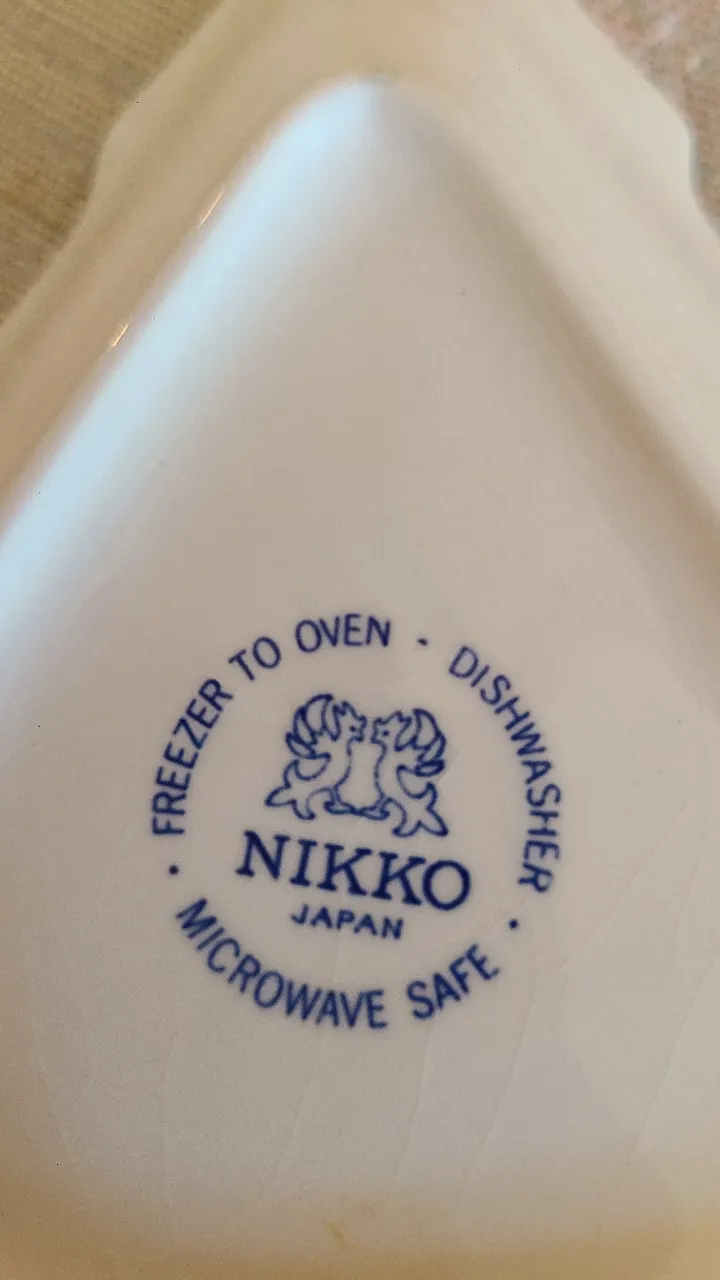 FREEZER TO OVEN · DISHWASHER ·
MICROWAVE SAFE ·
NIKKO
JAPAN